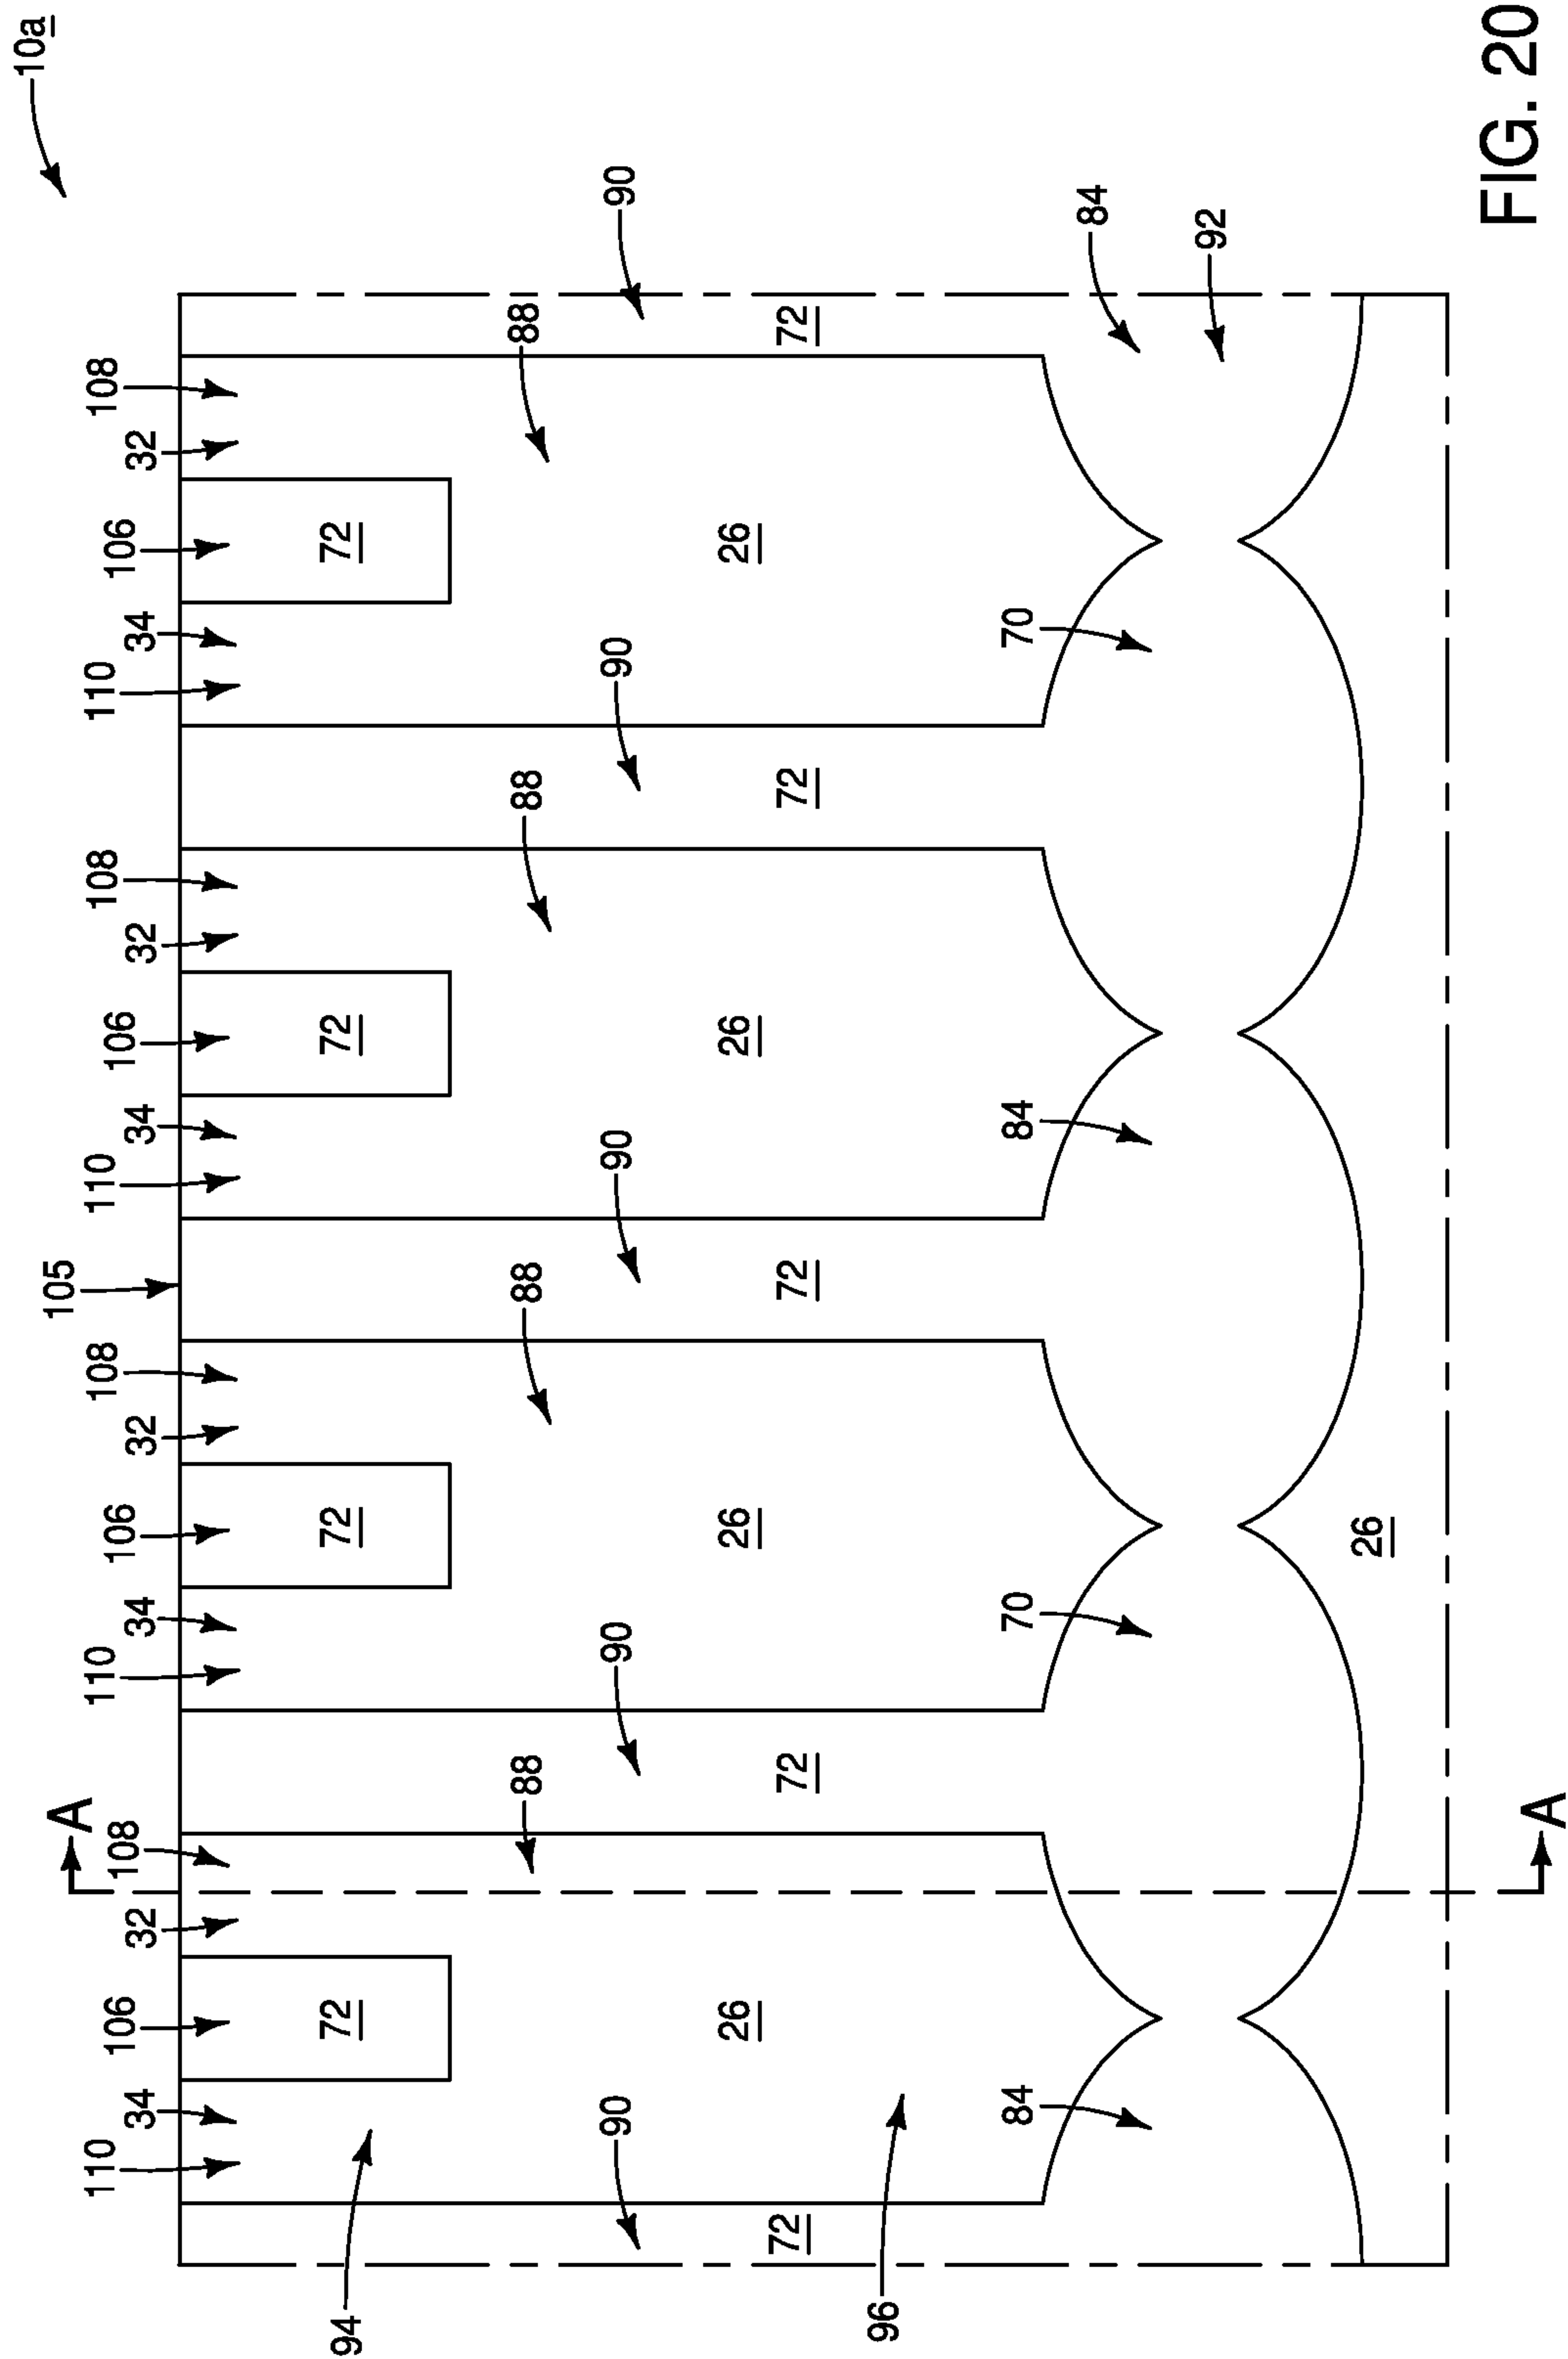 10a
A 105
110 108 110 108 110 108 110 108
34 106 32 34 106 32 34 106 32 34 106 32
94 72 72 72 72
88 88 88 88
90 90 90 90 90
26 26 26 26
72 72 72 72 72
96
84 70 84 70 84
92
26
A
FIG. 20